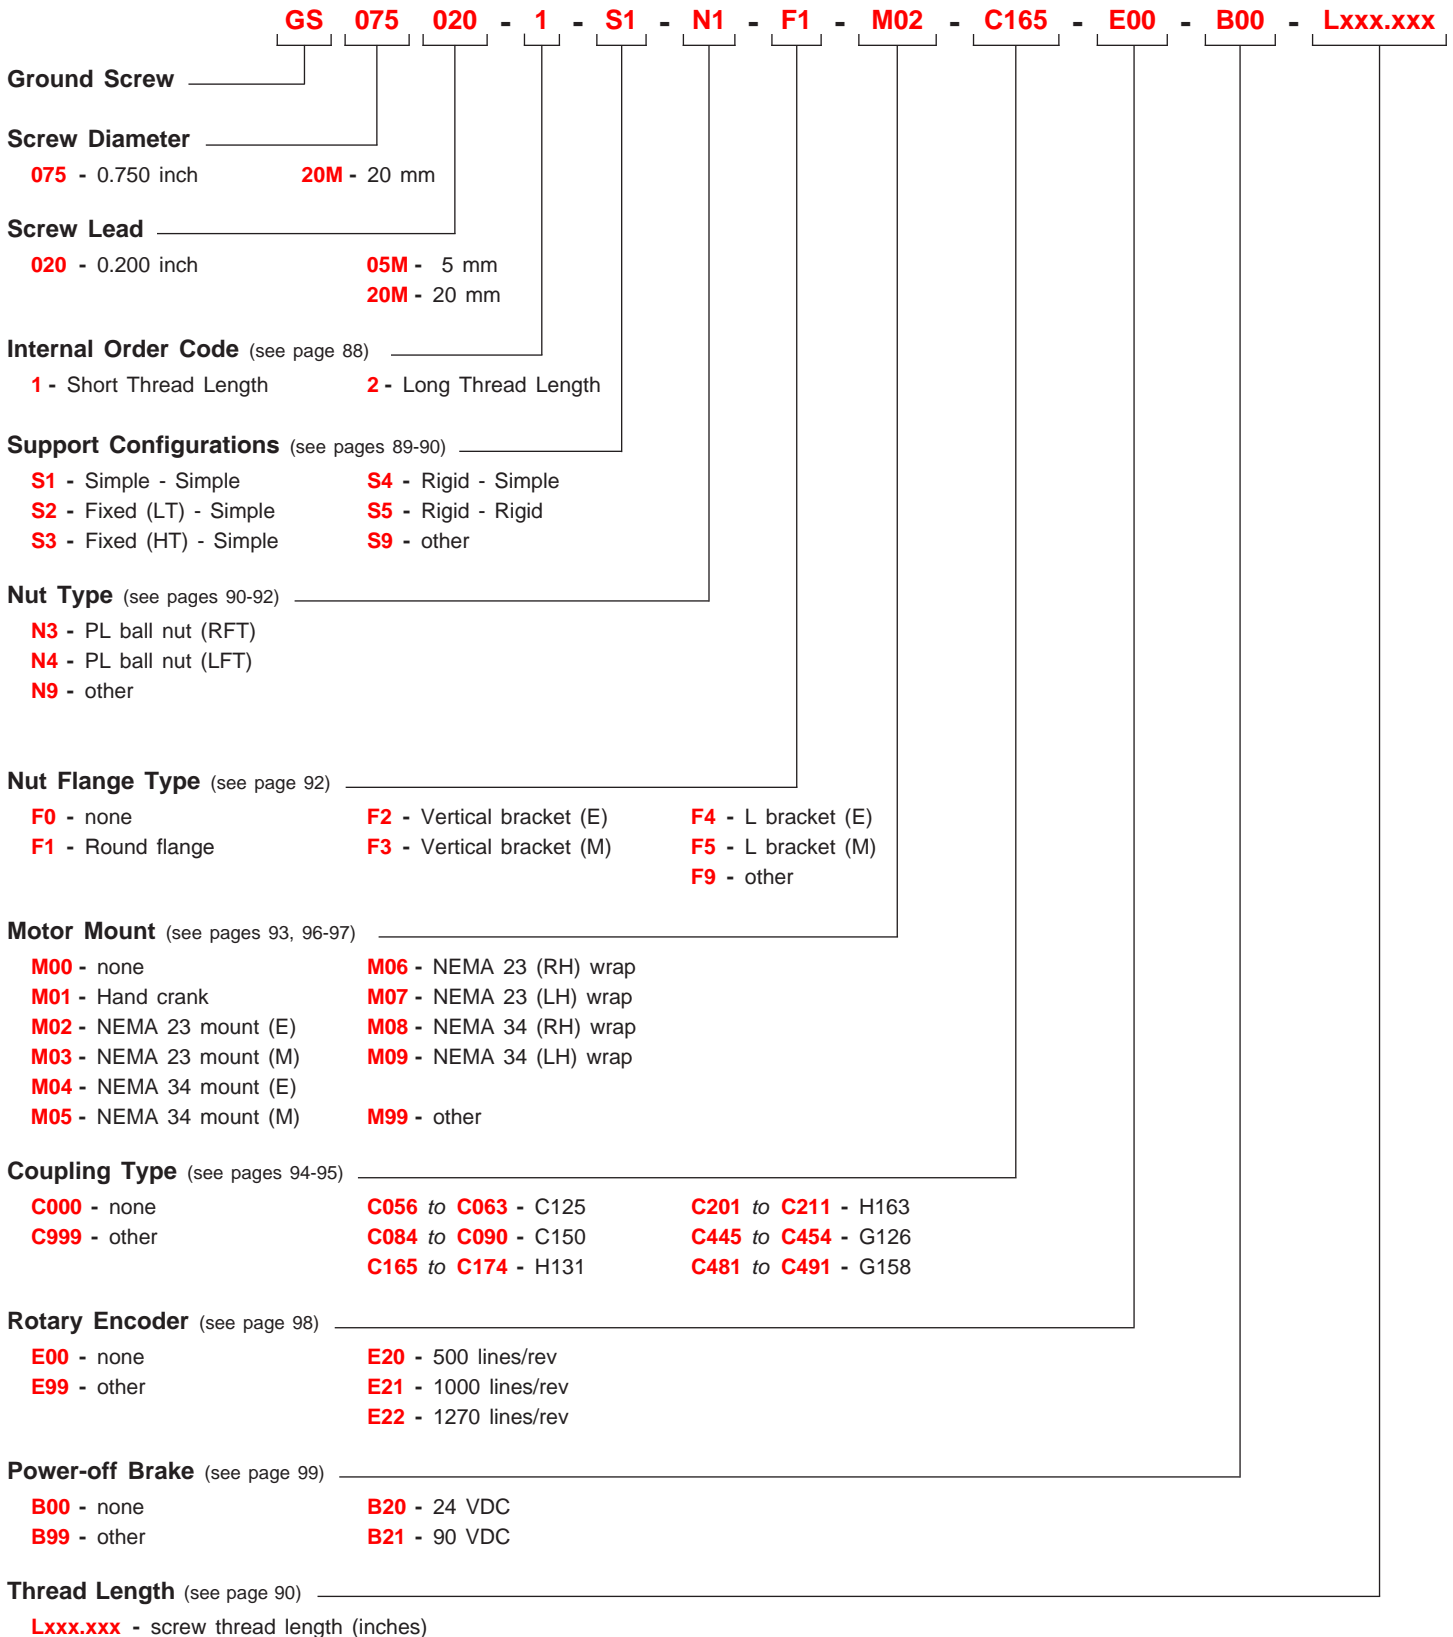 GS 075 020 - 1 - S1 - N1 - F1 - M02 - C165 - E00 - B00 - Lxxx.xxx
Ground Screw
Screw Diameter
075 - 0.750 inch 20M - 20 mm
Screw Lead
020 - 0.200 inch 05M - 5 mm
20M - 20 mm
Internal Order Code (see page 88)
1 - Short Thread Length 2 - Long Thread Length
Support Configurations (see pages 89-90)
S1 - Simple - Simple S4 - Rigid - Simple
S2 - Fixed (LT) - Simple S5 - Rigid - Rigid
S3 - Fixed (HT) - Simple S9 - other
Nut Type (see pages 90-92)
N3 - PL ball nut (RFT)
N4 - PL ball nut (LFT)
N9 - other
Nut Flange Type (see page 92)
F0 - none F2 - Vertical bracket (E) F4 - L bracket (E)
F1 - Round flange F3 - Vertical bracket (M) F5 - L bracket (M)
F9 - other
Motor Mount (see pages 93, 96-97)
M00 - none M06 - NEMA 23 (RH) wrap
M01 - Hand crank M07 - NEMA 23 (LH) wrap
M02 - NEMA 23 mount (E) M08 - NEMA 34 (RH) wrap
M03 - NEMA 23 mount (M) M09 - NEMA 34 (LH) wrap
M04 - NEMA 34 mount (E)
M05 - NEMA 34 mount (M) M99 - other
Coupling Type (see pages 94-95)
C000 - none C056 to C063 - C125 C201 to C211 - H163
C999 - other C084 to C090 - C150 C445 to C454 - G126
C165 to C174 - H131 C481 to C491 - G158
Rotary Encoder (see page 98)
E00 - none E20 - 500 lines/rev
E99 - other E21 - 1000 lines/rev
E22 - 1270 lines/rev
Power-off Brake (see page 99)
B00 - none B20 - 24 VDC
B99 - other B21 - 90 VDC
Thread Length (see page 90)
Lxxx.xxx - screw thread length (inches)